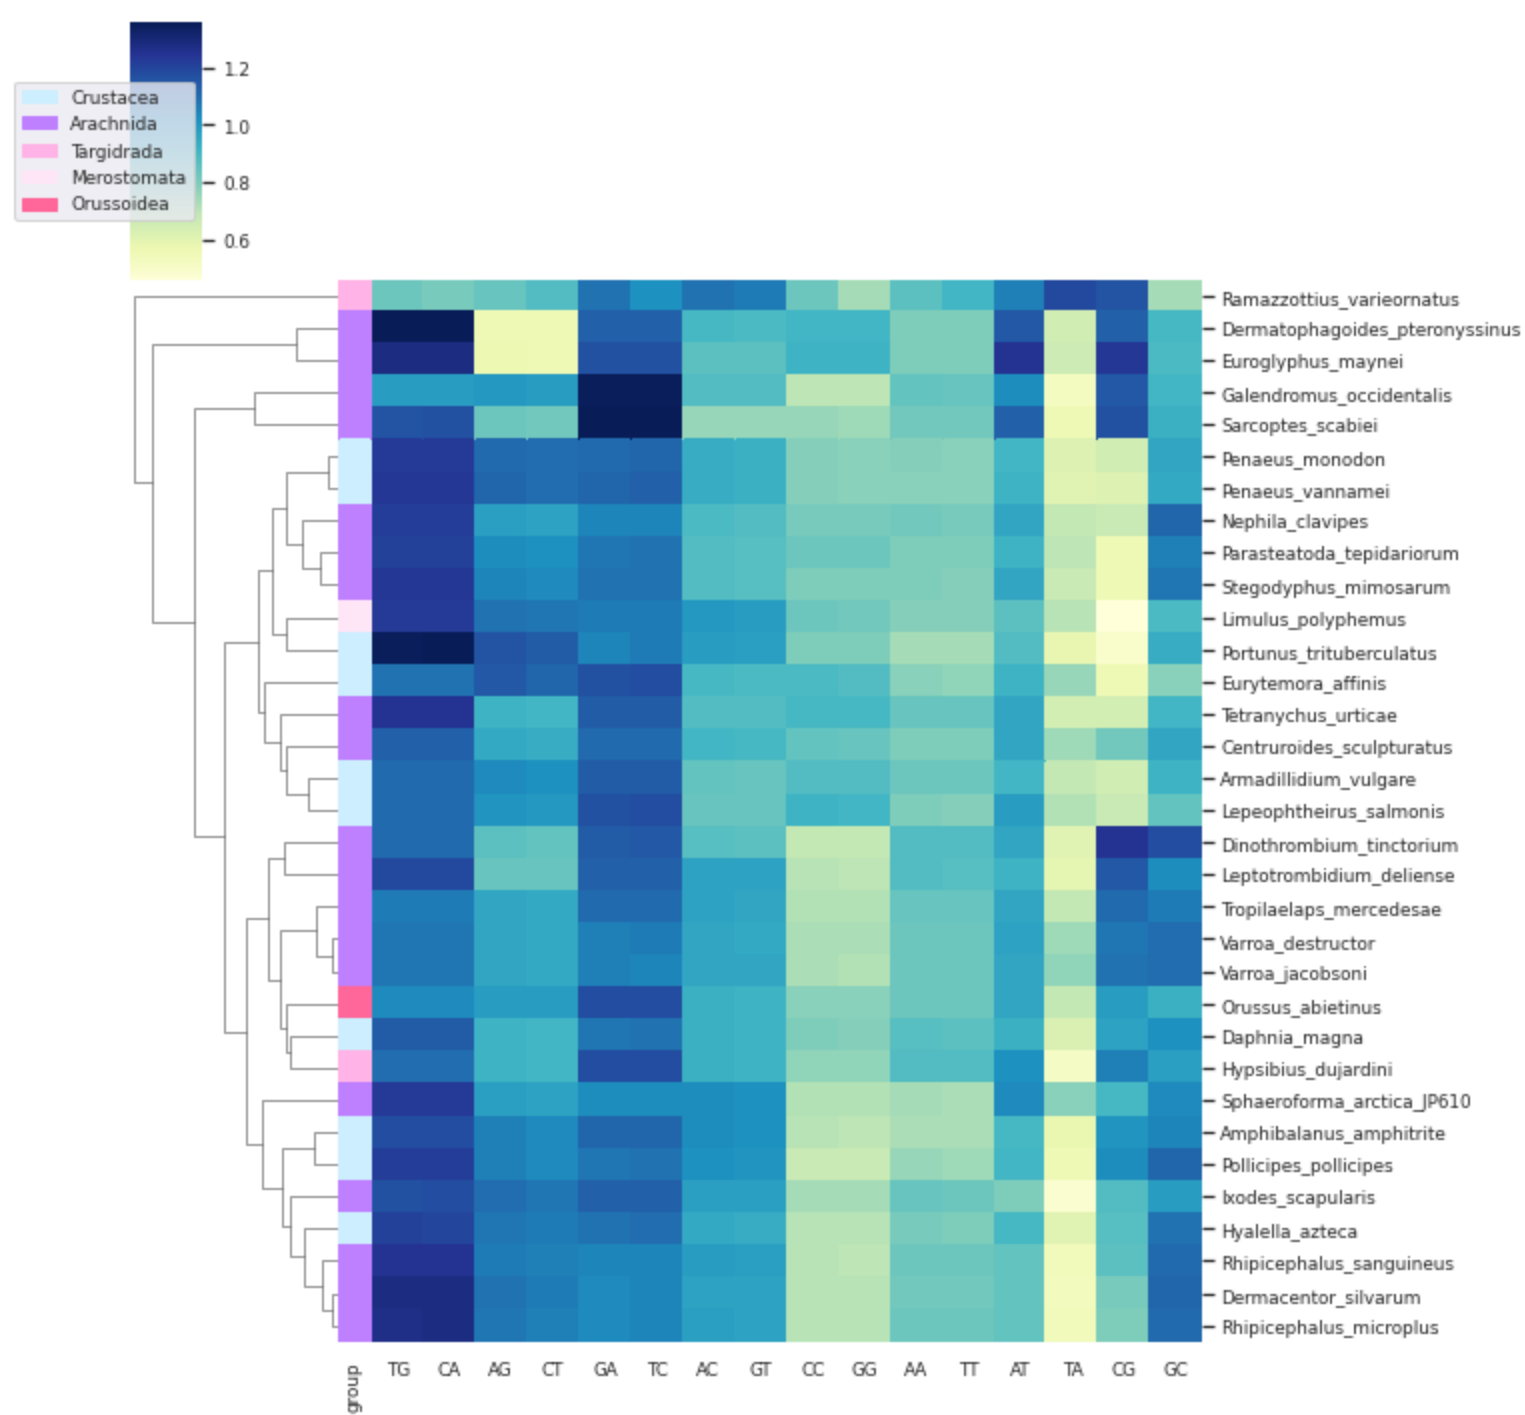 1.2
1.0
0.8
0.6
Crustacea
Arachnida
Targidrada
Merostomata
Orussoidea
Ramazzottius_varieornatus
Dermatophagoides_pteronyssinus
Euroglyphus_maynei
Galendromus_occidentalis
Sarcoptes_scabiei
Penaeus_monodon
Penaeus_vannamei
Nephila_clavipes
Parasteatoda_tepidariorum
Stegodyphus_mimosarum
Limulus_polyphemus
Portunus_trituberculatus
Eurytemora_affinis
Tetranychus_urticae
Centruroides_sculpturatus
Armadillidium_vulgare
Lepeophtheirus_salmonis
Dinothrombium_tinctorium
Leptotrombidium_deliense
Tropilaelaps_mercedesae
Varroa_destructor
Varroa_jacobsoni
Orussus_abietinus
Daphnia_magna
Hypsibius_dujardini
Sphaeroforma_arctica_JP610
Amphibalanus_amphitrite
Pollicipes_pollicipes
Ixodes_scapularis
Hyalella_azteca
Rhipicephalus_sanguineus
Dermacentor_silvarum
Rhipicephalus_microplus
group TG CA AG CT GA TC AC GT CC GG AA TT AT TA CG GC